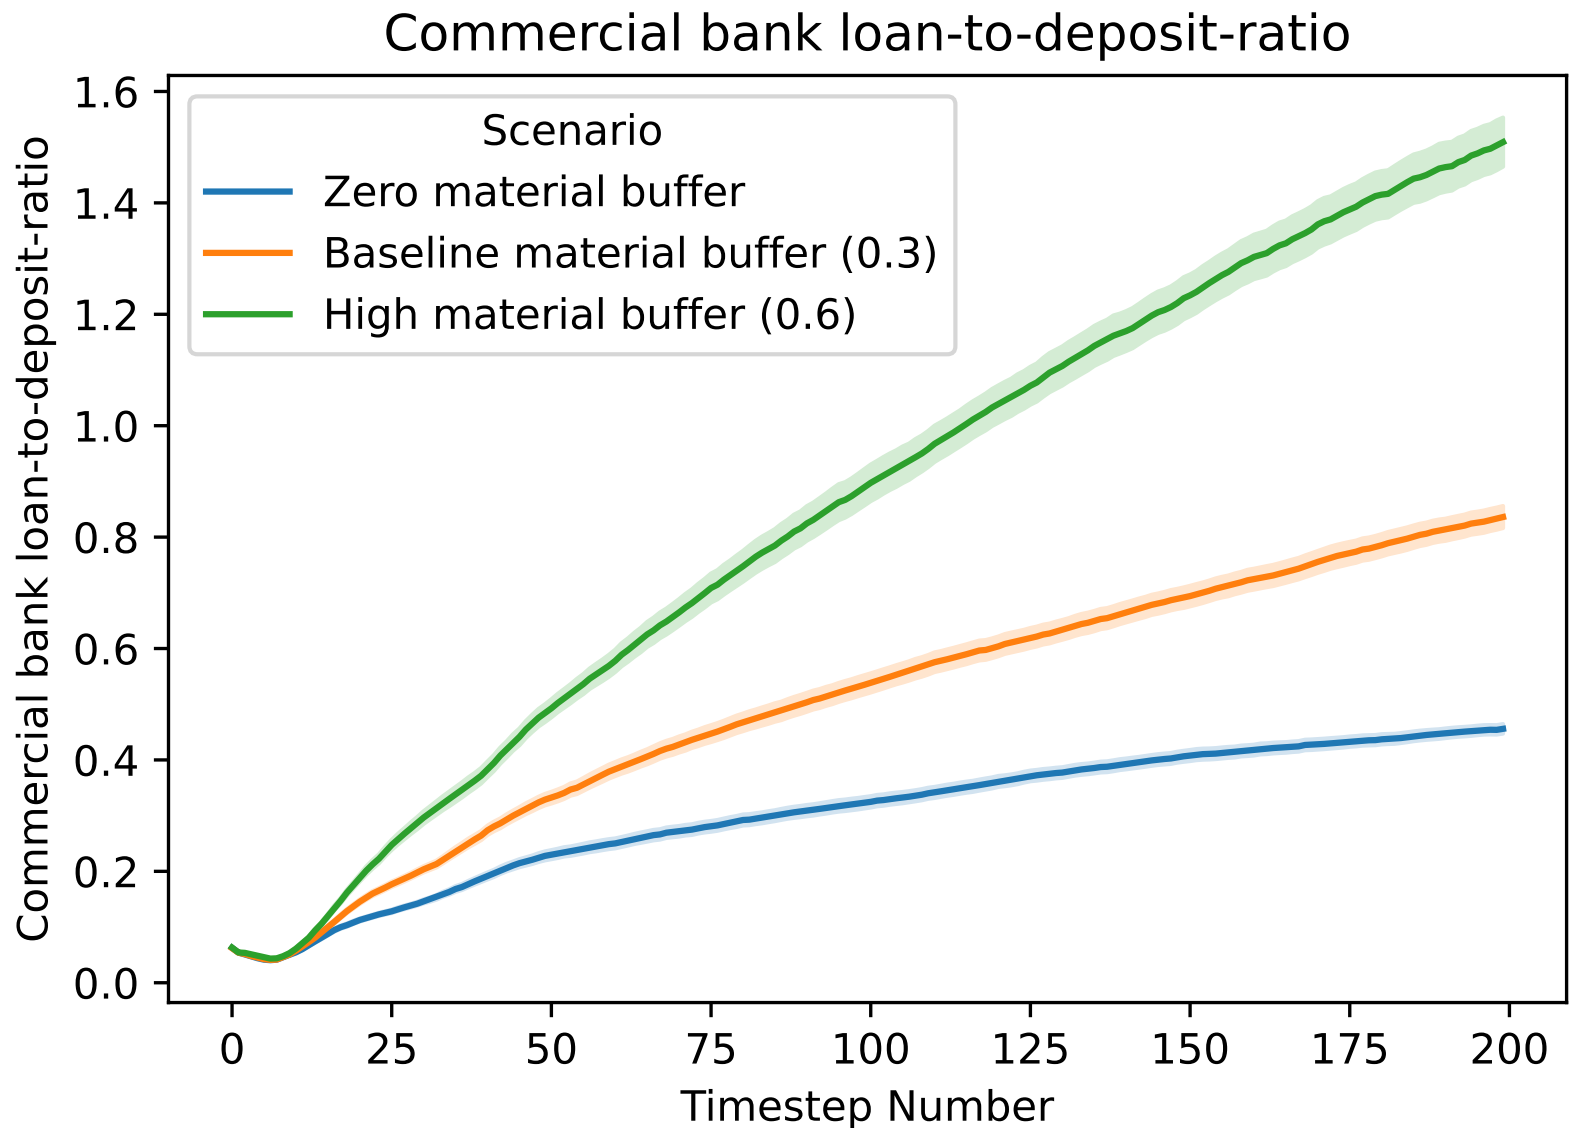 Commercial bank loan-to-deposit-ratio
Commercial bank loan-to-deposit-ratio
1.6
1.4
1.2
1.0
0.8
0.6
0.4
0.2
0.0
Scenario
Zero material buffer
Baseline material buffer (0.3)
High material buffer (0.6)
0 25 50 75 100 125 150 175 200
Timestep Number